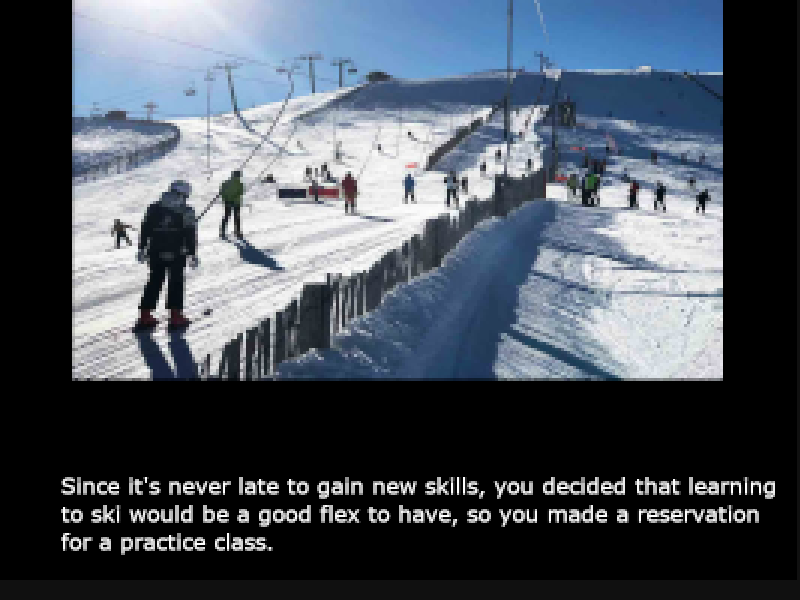 Since it's never late to gain new skills, you decided that learning
to ski would be a good flex to have, so you made a reservation
for a practice class.